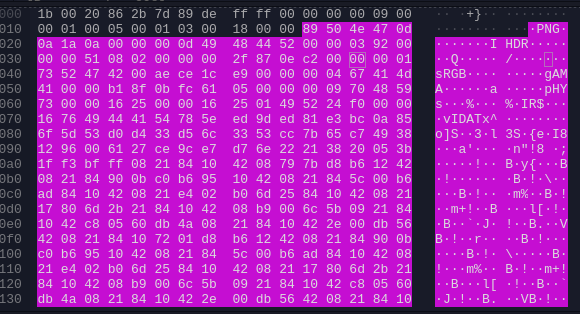 000 1b 00 20 86 2b 7d 89 de ff ff 00 00 00 00 09 00 ·· ·+}·· ········
010 00 01 00 05 00 01 03 00 18 00 00 89 50 4e 47 0d ········ ····PNG·
020 0a 1a 0a 00 00 00 0d 49 48 44 52 00 00 03 92 00 ·······I HDR·····
030 00 00 51 08 02 00 00 00 2f 87 0e c2 00 00 00 01 ··Q····· /·······
040 73 52 47 42 00 ae ce 1c e9 00 00 00 04 67 41 4d sRGB···· ·····gAM
050 41 00 00 b1 8f 0b fc 61 05 00 00 00 09 70 48 59 A······a ·····pHY
060 73 00 00 16 25 00 00 16 25 01 49 52 24 f0 00 00 s···%··· %·IR$···
070 16 76 49 44 41 54 78 5e ed 9d ed 81 e3 bc 0a 85 ·vIDATx^ ········
080 6f 5d 53 d0 d4 33 d5 6c 33 53 cc 7b 65 c7 49 38 o]S··3·l 3S·{e·I8
090 12 96 00 61 27 ce 9c e7 d7 6e 22 21 38 20 05 3b ···a'··· ·n"!8 ·;
0a0 1f f3 bf ff 08 21 84 10 42 08 79 7b d8 b6 12 42 ·····!·· B·y{···B
0b0 08 21 84 90 0b c0 b6 95 10 42 08 21 84 5c 00 b6 ·!······ ·B·!·\··
0c0 ad 84 10 42 08 21 e4 02 b0 6d 25 84 10 42 08 21 ···B·!·· ·m%··B·!
0d0 17 80 6d 2b 21 84 10 42 08 b9 00 6c 5b 09 21 84 ··m+!··B ···l[·!·
0e0 10 42 c8 05 60 db 4a 08 21 84 10 42 2e 00 db 56 ·B··`·J· !··B.··V
0f0 42 08 21 84 10 72 01 d8 b6 12 42 08 21 84 90 0b B·!··r·· ··B·!···
100 c0 b6 95 10 42 08 21 84 5c 00 b6 ad 84 10 42 08 ····B·!· \·····B·
110 21 e4 02 b0 6d 25 84 10 42 08 21 17 80 6d 2b 21 !···m%·· B·!··m+!
120 84 10 42 08 b9 00 6c 5b 09 21 84 10 42 c8 05 60 ··B···l[ ·!··B··`
130 db 4a 08 21 84 10 42 2e 00 db 56 42 08 21 84 10 ·J·!··B. ··VB·!··